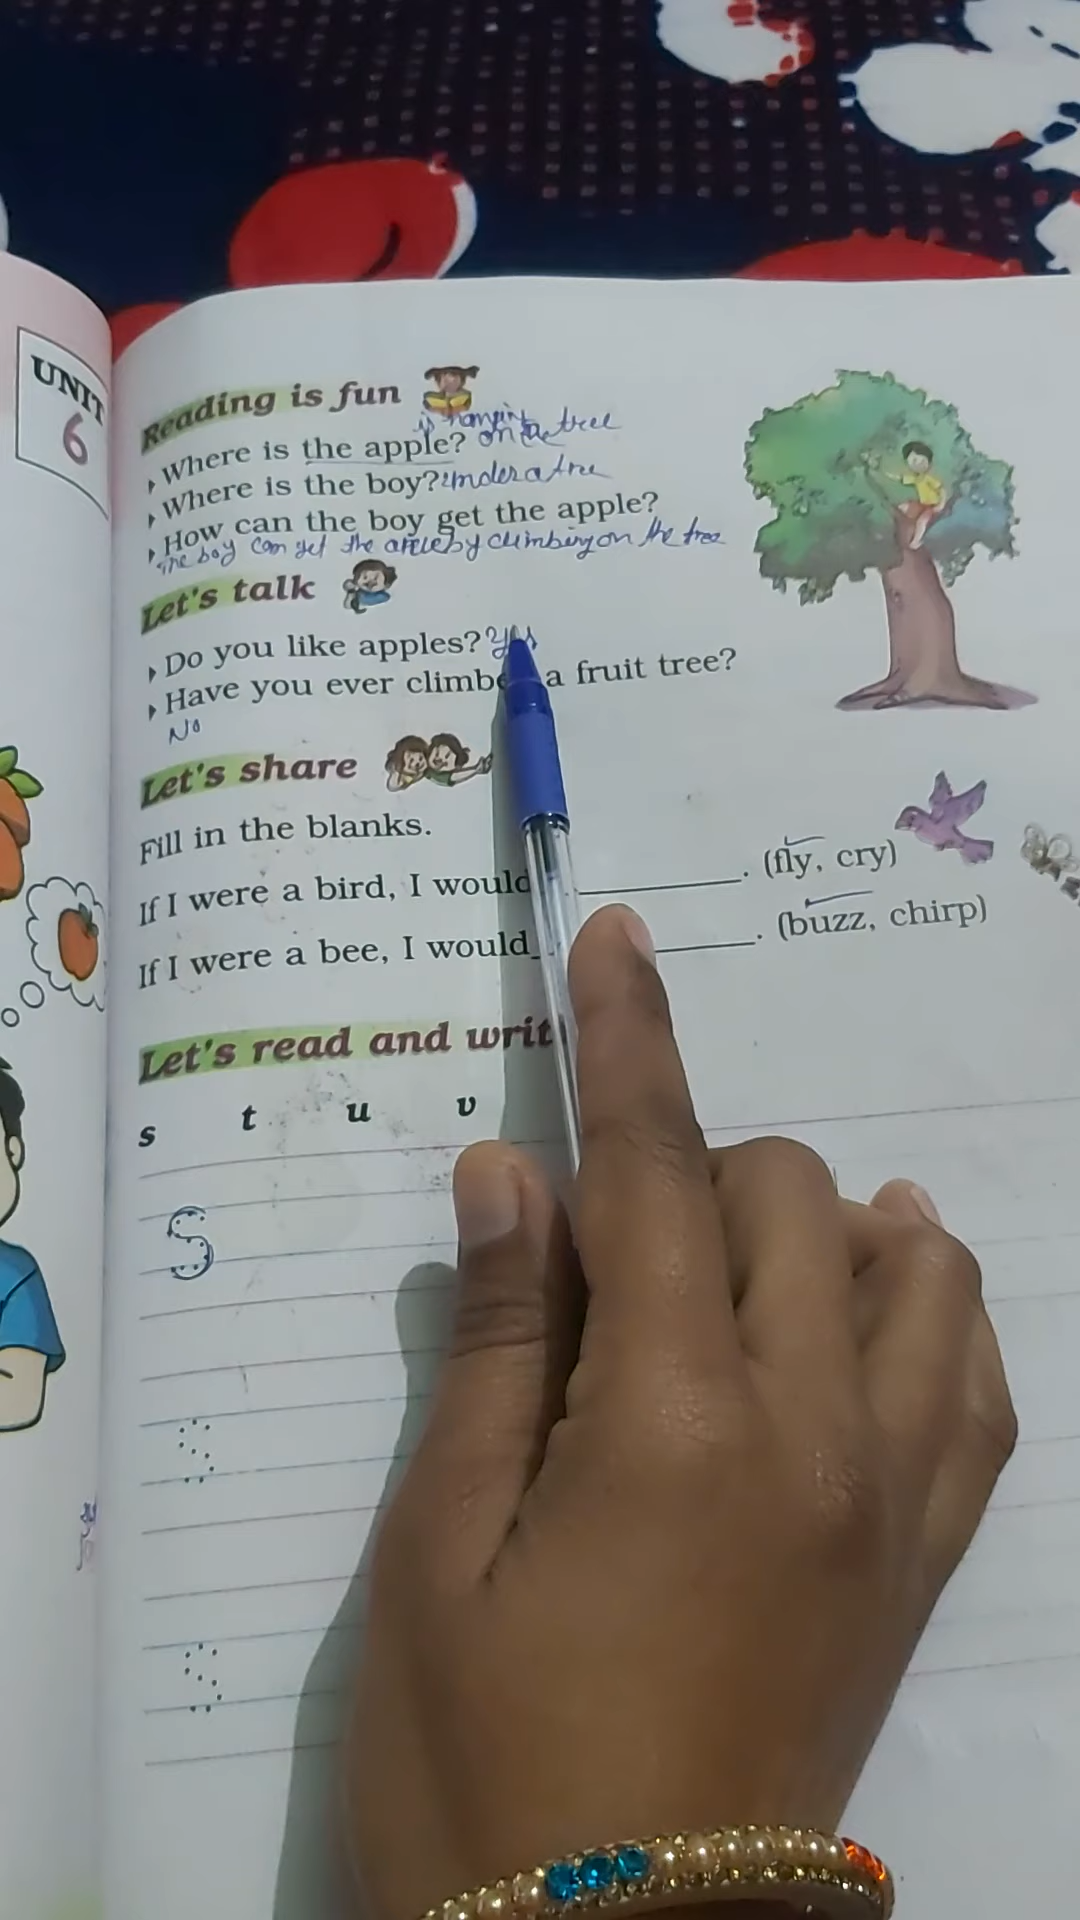 UNIT
6
Reading is fun
is hanging
Where is the apple? on the tree
Where is the boy? under a tree
How can the boy get the apple?
The boy can get the apple by climbing on the tree
Let's talk
Do you like apples? Yes
Have you ever climbe a fruit tree?
No
Let's share
Fill in the blanks.
If I were a bird, I would ________. (fly, cry)
If I were a bee, I would ________. (buzz, chirp)
Let's read and writ
s t u v
S
S
S